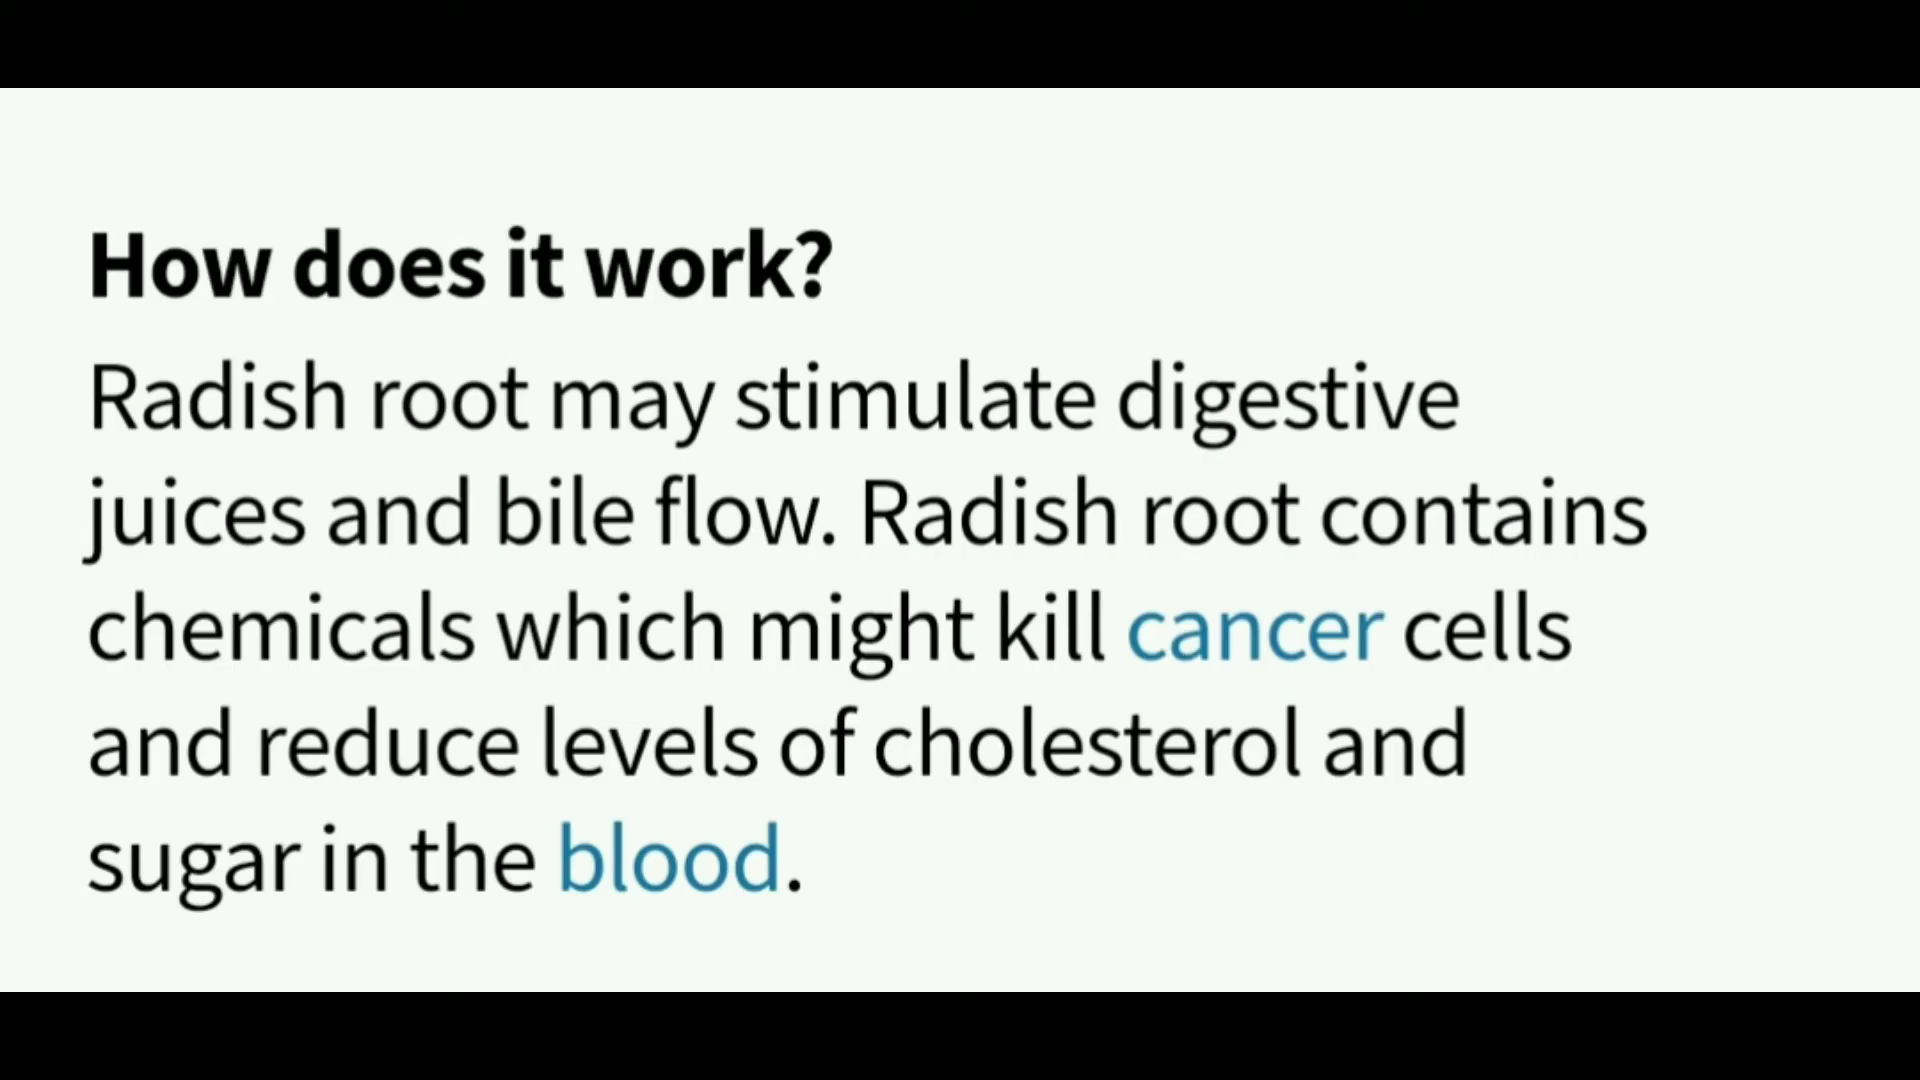 How does it work?
Radish root may stimulate digestive
juices and bile flow. Radish root contains
chemicals which might kill cancer cells
and reduce levels of cholesterol and
sugar in the blood.